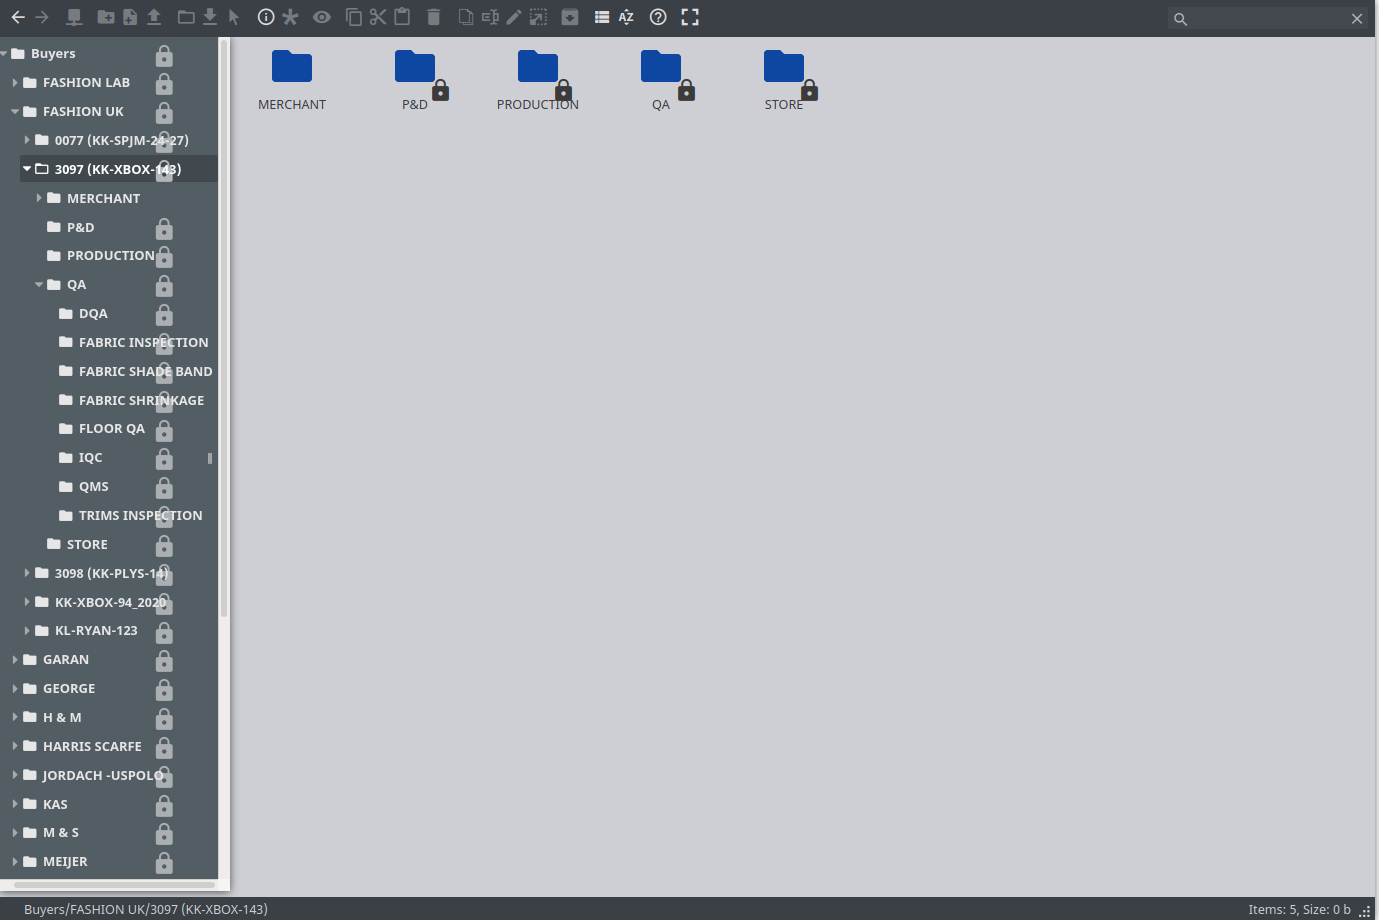 AZ
Buyers
FASHION LAB
FASHION UK
0077 (KK-SPJM-24-27)
3097 (KK-XBOX-143)
MERCHANT
P&D
PRODUCTION
QA
DQA
FABRIC INSPECTION
FABRIC SHADE BAND
FABRIC SHRINKAGE
FLOOR QA
IQC
QMS
TRIMS INSPECTION
STORE
3098 (KK-PLYS-14)
KK-XBOX-94_2020
KL-RYAN-123
GARAN
GEORGE
H & M
HARRIS SCARFE
JORDACH -USPOLO
KAS
M & S
MEIJER
MERCHANT P&D PRODUCTION QA STORE
Buyers/FASHION UK/3097 (KK-XBOX-143) Items: 5, Size: 0 b